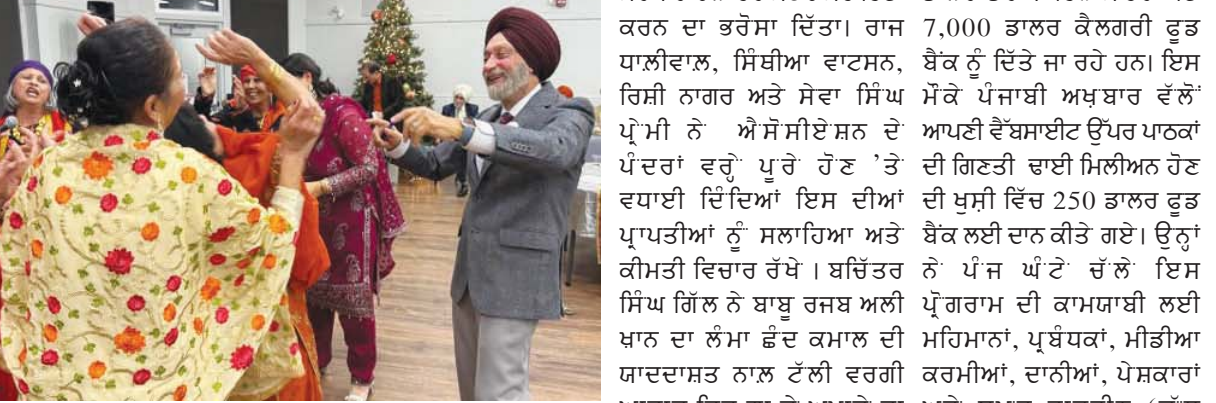 ਕਰਨ ਦਾ ਭਰੋਸਾ ਦਿੱਤਾ। ਰਾਜ
ਧਾਲੀਵਾਲ, ਸਿੰਥੀਆ ਵਾਟਸਨ,
ਰਿਸ਼ੀ ਨਾਗਰ ਅਤੇ ਸੇਵਾ ਸਿੰਘ
ਪ੍ਰੇਮੀ ਨੇ ਐਸੋਸੀਏਸ਼ਨ ਦੇ
ਪੰਦਰਾਂ ਵਰ੍ਹੇ ਪੂਰੇ ਹੋਣ 'ਤੇ
ਵਧਾਈ ਦਿੰਦਿਆਂ ਇਸ ਦੀਆਂ
ਪ੍ਰਾਪਤੀਆਂ ਨੂੰ ਸਲਾਹਿਆ ਅਤੇ
ਕੀਮਤੀ ਵਿਚਾਰ ਰੱਖੇ । ਬਚਿੱਤਰ
ਸਿੰਘ ਗਿੱਲ ਨੇ ਬਾਬੂ ਰਜਬ ਅਲੀ
ਖਾਨ ਦਾ ਲੰਮਾ ਛੰਦ ਕਮਾਲ ਦੀ
ਯਾਦਦਾਸ਼ਤ ਨਾਲ਼ ਟੱਲੀ ਵਰਗੀ
7,000 ਡਾਲਰ ਕੈਲਗਰੀ ਫੂਡ
ਬੈਂਕ ਨੂੰ ਦਿੱਤੇ ਜਾ ਰਹੇ ਹਨ। ਇਸ
ਮੌਕੇ ਪੰਜਾਬੀ ਅਖ਼ਬਾਰ ਵੱਲੋਂ
ਆਪਣੀ ਵੈੱਬਸਾਈਟ ਉੱਪਰ ਪਾਠਕਾਂ
ਦੀ ਗਿਣਤੀ ਢਾਈ ਮਿਲੀਅਨ ਹੋਣ
ਦੀ ਖੁਸ਼ੀ ਵਿੱਚ 250 ਡਾਲਰ ਫੂਡ
ਬੈਂਕ ਲਈ ਦਾਨ ਕੀਤੇ ਗਏ। ਉਨ੍ਹਾਂ
ਨੇ ਪੰਜ ਘੰਟੇ ਚੱਲੇ ਇਸ
ਪ੍ਰੋਗਰਾਮ ਦੀ ਕਾਮਯਾਬੀ ਲਈ
ਮਹਿਮਾਨਾਂ, ਪ੍ਰਬੰਧਕਾਂ, ਮੀਡੀਆ
ਕਰਮੀਆਂ, ਦਾਨੀਆਂ, ਪੇਸ਼ਕਾਰਾਂ